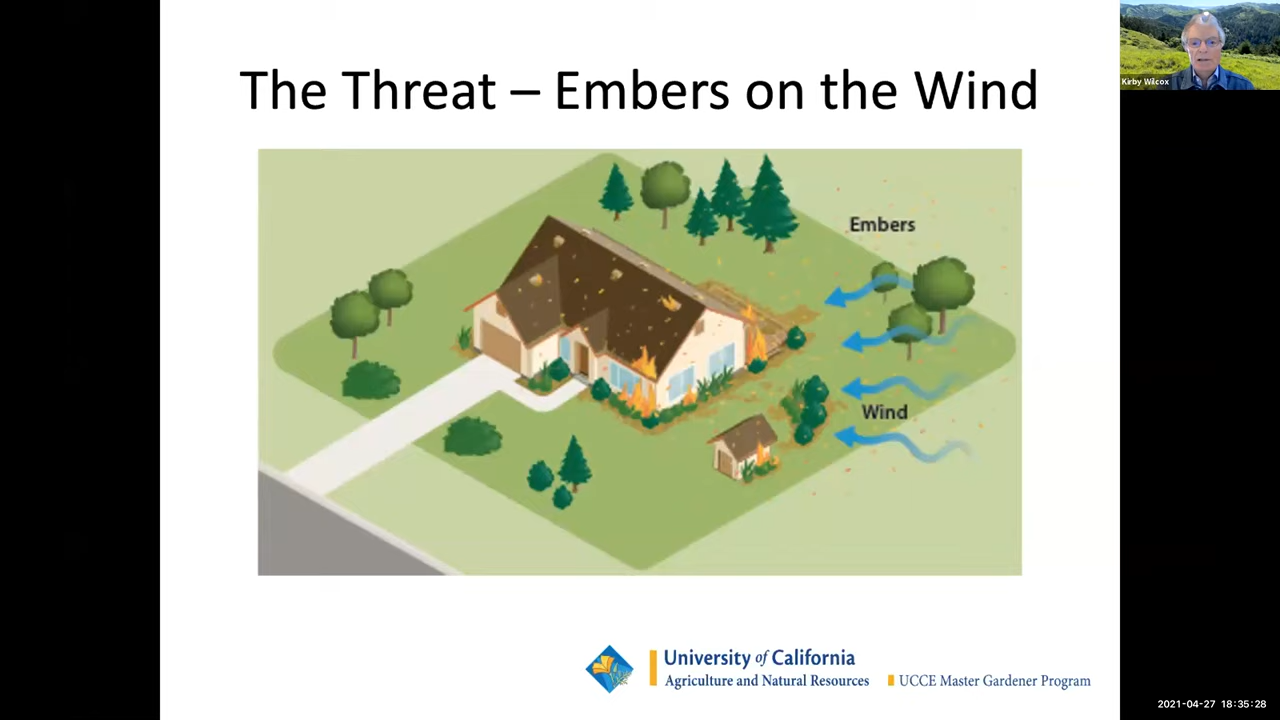 The Threat – Embers on the Wind
Kirby Wilcox
Embers
Wind
University of California
Agriculture and Natural Resources
UCCE Master Gardener Program
2021-04-27 18:35:28